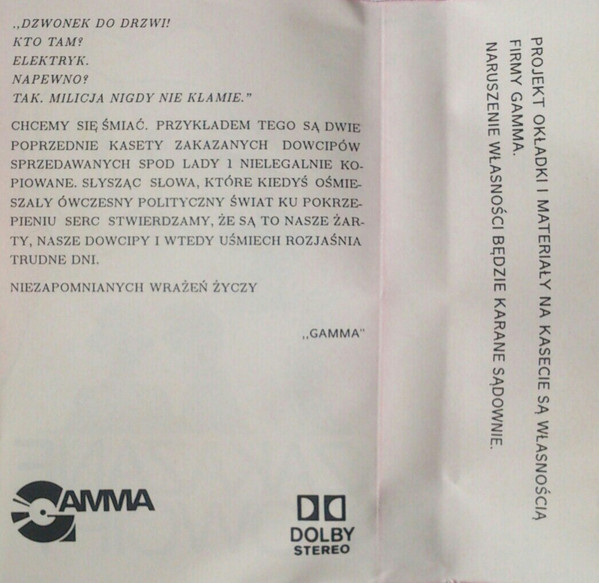 ,,DZWONEK DO DRZWI!
KTO TAM?
ELEKTRYK.
NAPEWNO?
TAK. MILICJA NIGDY NIE KLAMIE."
CHCEMY SIĘ ŚMIAĆ. PRZYKŁADEM TEGO SĄ DWIE
POPRZEDNIE KASETY ZAKAZANYCH DOWCIPÓW
SPRZEDAWANYCH SPOD LADY I NIELEGALNIE KO-
PIOWANE. SŁYSZĄC SŁOWA, KTÓRE KIEDYŚ OŚMIE-
SZAŁY ÓWCZESNY POLITYCZNY ŚWIAT KU POKRZE-
PIENIU SERC STWIERDZAMY, ŻE SĄ TO NASZE ŻAR-
TY, NASZE DOWCIPY I WTEDY UŚMIECH ROZJAŚNIA
TRUDNE DNI.
NIEZAPOMNIANYCH WRAŻEŃ ŻYCZY
,,GAMMA"
GAMMA
DOLBY
STEREO
PROJEKT OKŁADKI I MATERIAŁY NA KASECIE SĄ WŁASNOŚCIĄ
FIRMY GAMMA.
NARUSZENIE WŁASNOŚCI BĘDZIE KARANE SĄDOWNIE.